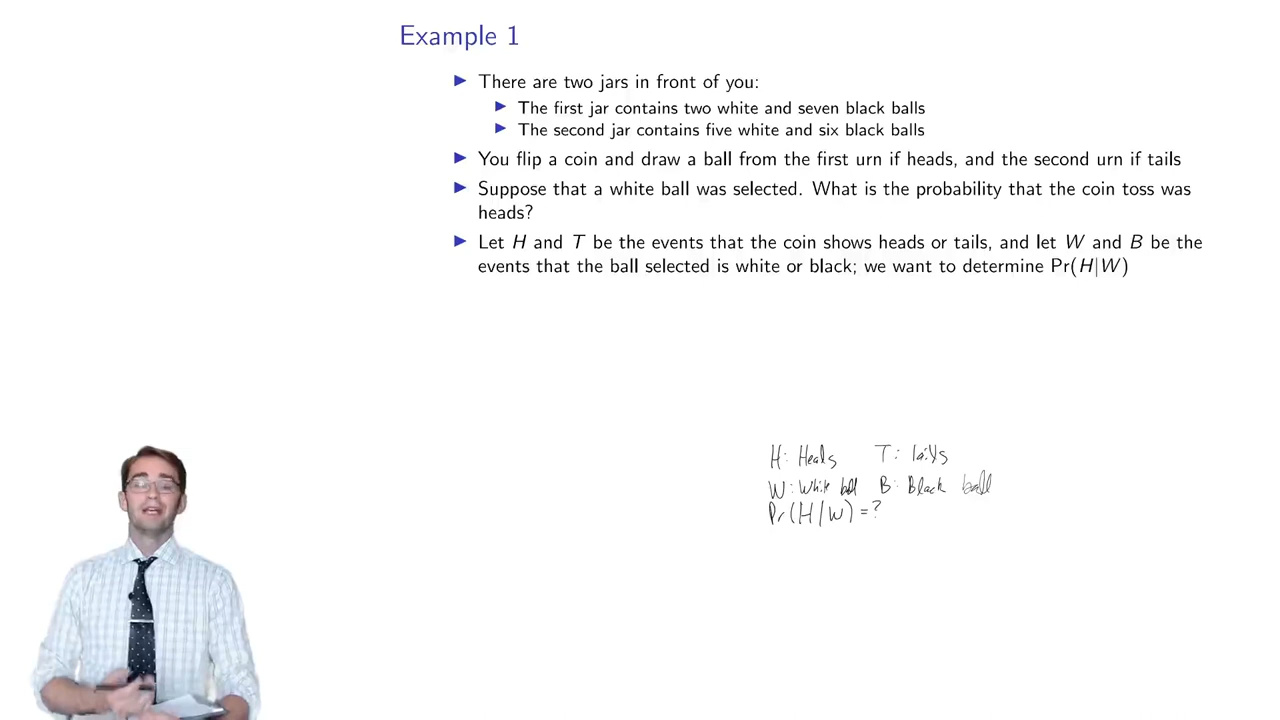 Example 1
▶ There are two jars in front of you:
▶ The first jar contains two white and seven black balls
▶ The second jar contains five white and six black balls
▶ You flip a coin and draw a ball from the first urn if heads, and the second urn if tails
▶ Suppose that a white ball was selected. What is the probability that the coin toss was
heads?
▶ Let H and T be the events that the coin shows heads or tails, and let W and B be the
events that the ball selected is white or black; we want to determine Pr(H|W)
H: Heads T: Tails
W: White ball B: Black ball
Pr(H|W)=?